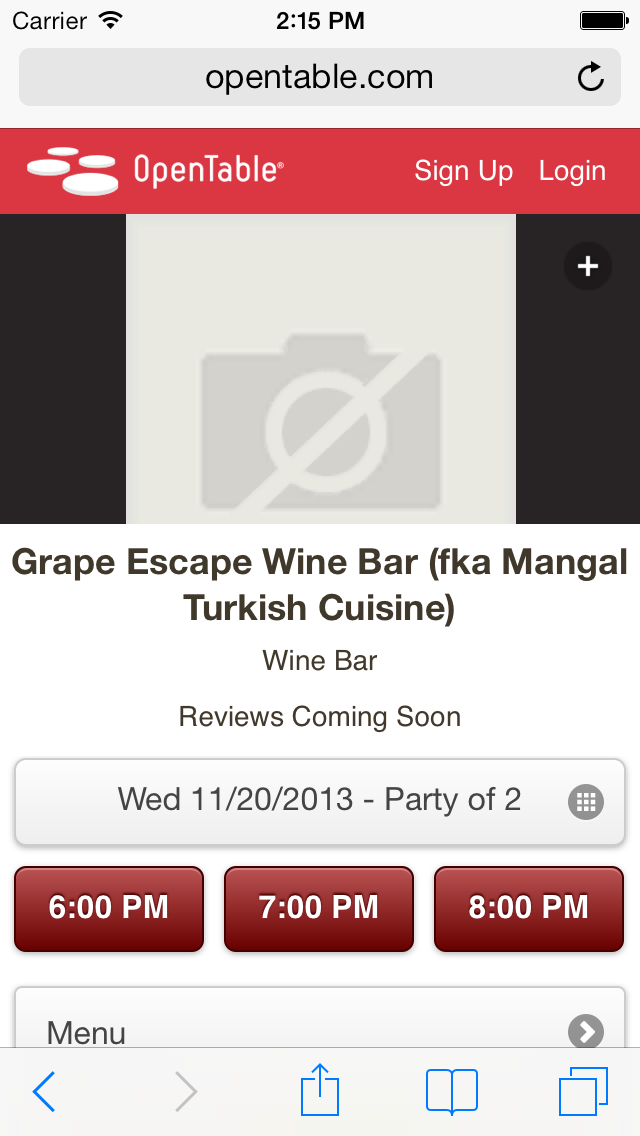 Carrier 2:15 PM
opentable.com
OpenTable® Sign Up Login
Grape Escape Wine Bar (fka Mangal
Turkish Cuisine)
Wine Bar
Reviews Coming Soon
Wed 11/20/2013 - Party of 2
6:00 PM 7:00 PM 8:00 PM
Menu